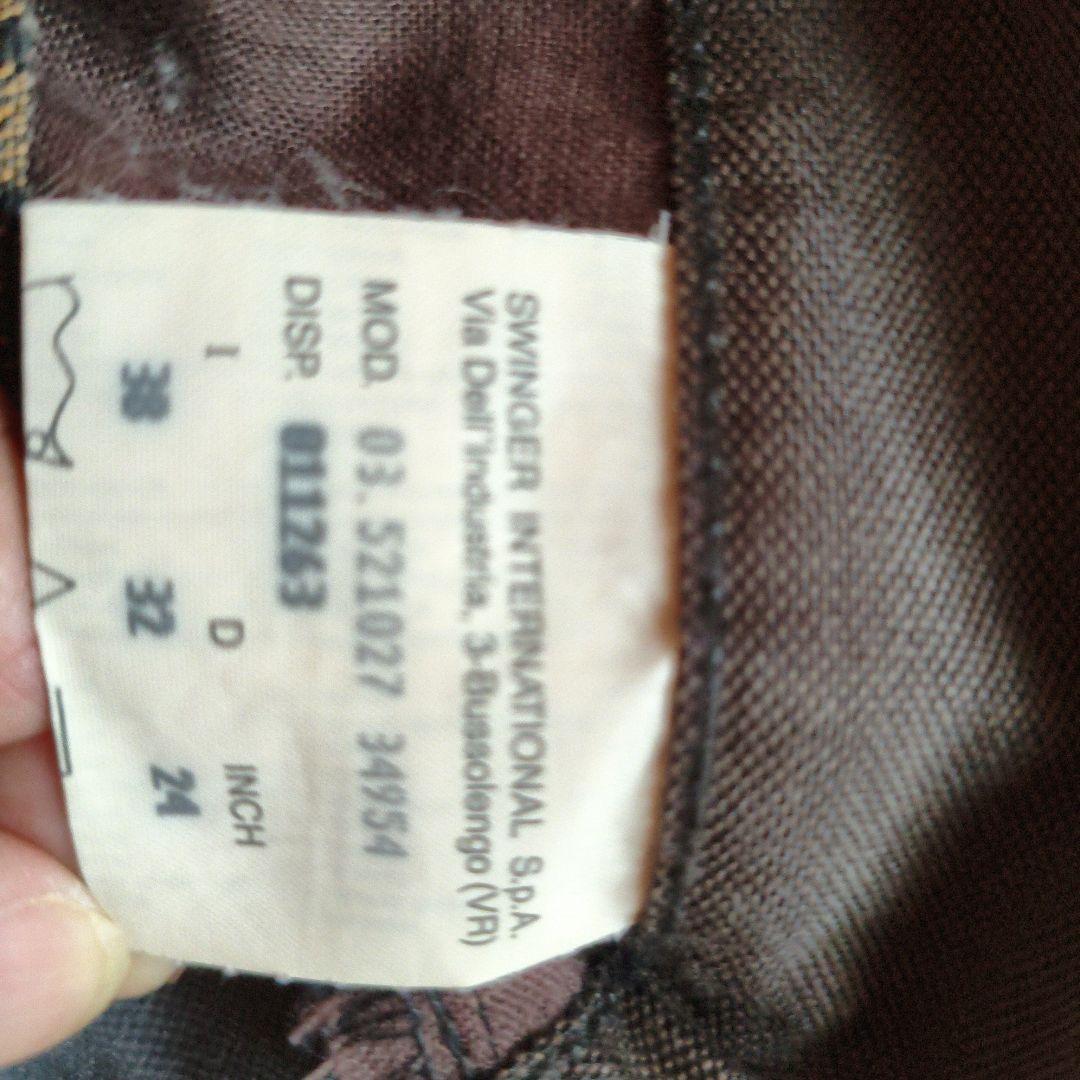 SWINGER INTERNATIONAL S.p.A.
Via Dell'Industria, 3-Bussolengo (VR)
MOD. 03.521027 34954
DISP. 011263
I D INCH
38 32 24